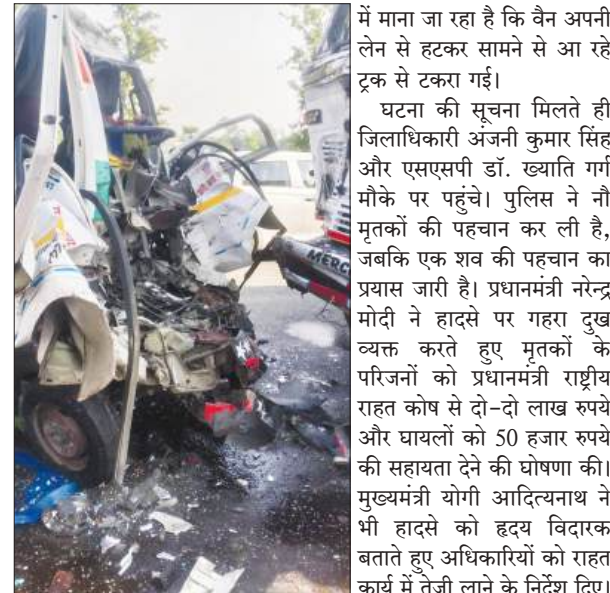 में माना जा रहा है कि वैन अपनी
लेन से हटकर सामने से आ रहे
ट्रक से टकरा गई।
घटना की सूचना मिलते ही
जिलाधिकारी अंजनी कुमार सिंह
और एसएसपी डॉ. ख्याति गर्ग
मौके पर पहुंचे। पुलिस ने नौ
मृतकों की पहचान कर ली है,
जबकि एक शव की पहचान का
प्रयास जारी है। प्रधानमंत्री नरेन्द्र
मोदी ने हादसे पर गहरा दुख
व्यक्त करते हुए मृतकों के
परिजनों को प्रधानमंत्री राष्ट्रीय
राहत कोष से दो-दो लाख रुपये
और घायलों को 50 हजार रुपये
की सहायता देने की घोषणा की।
मुख्यमंत्री योगी आदित्यनाथ ने
भी हादसे को हृदय विदारक
बताते हुए अधिकारियों को राहत
कार्य में तेजी लाने के निर्देश दिए।
MERC